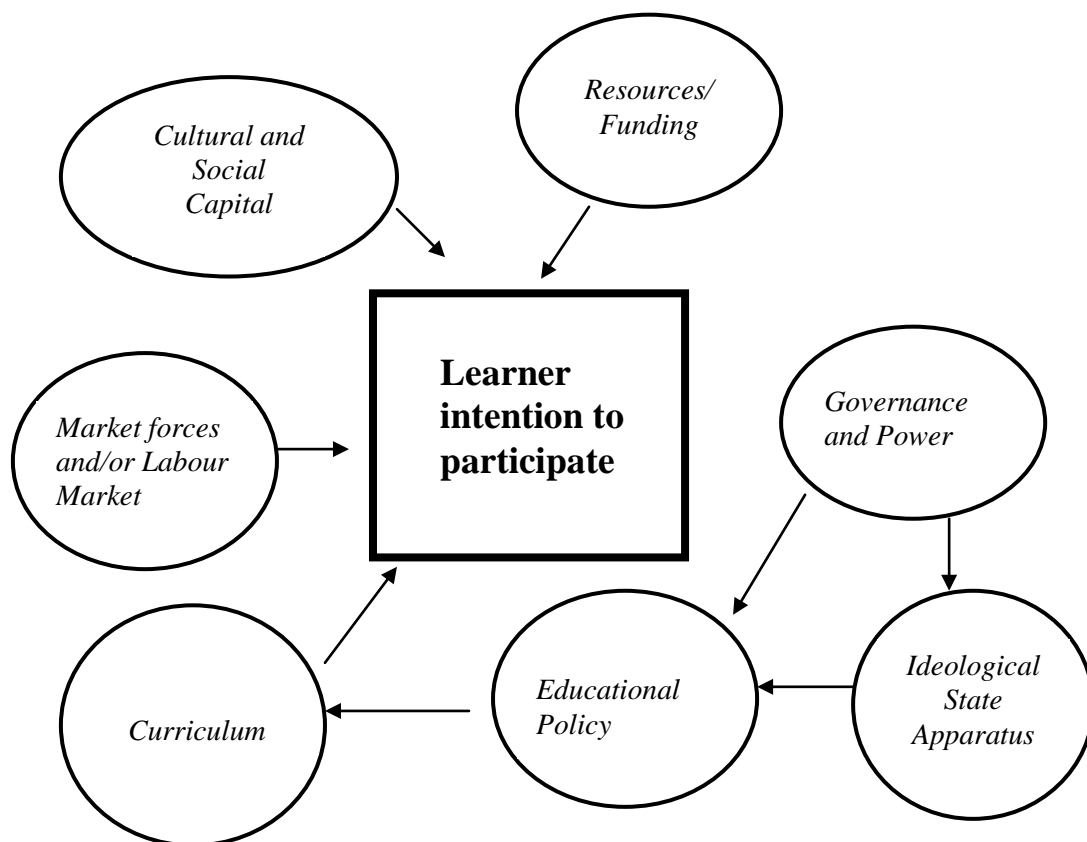 Resources/
Funding
Cultural and
Social
Capital
Learner
intention to
participate
Governance
and Power
Market forces
and/or Labour
Market
Ideological
State
Apparatus
Educational
Policy
Curriculum